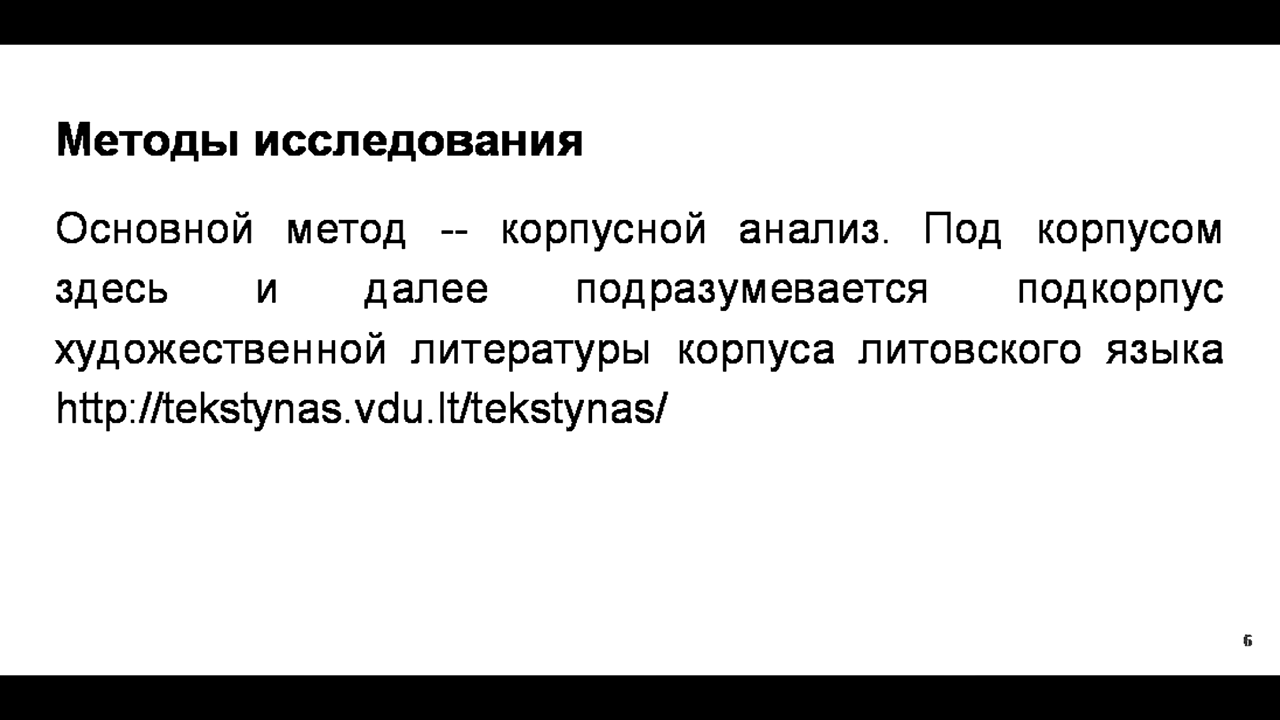 Методы исследования
Основной метод -- корпусной анализ. Под корпусом
здесь и далее подразумевается подкорпус
художественной литературы корпуса литовского языка
http://tekstynas.vdu.lt/tekstynas/
6